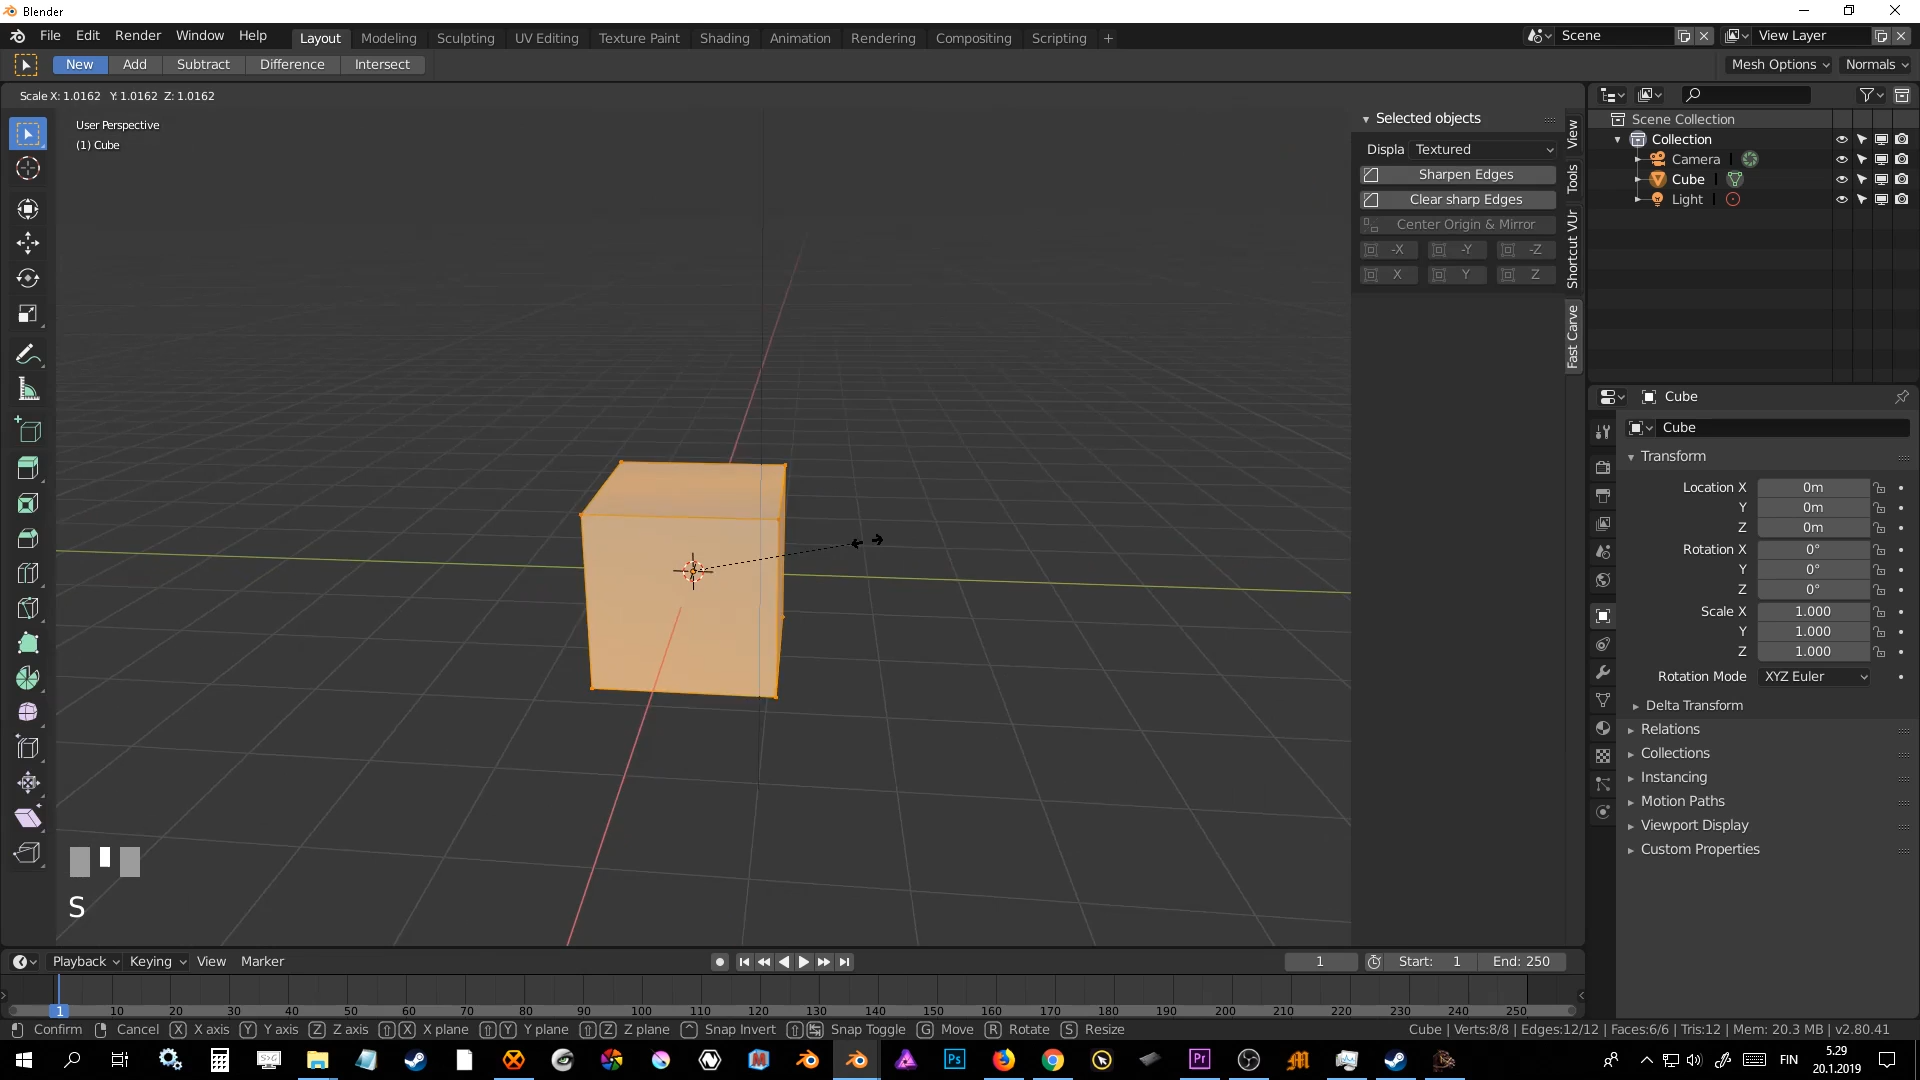 Blender
File Edit Render Window Help Layout Modeling Sculpting UV Editing Texture Paint Shading Animation Rendering Compositing Scripting + Scene View Layer
New Add Subtract Difference Intersect Mesh Options Normals
Scale X: 1.0162 Y: 1.0162 Z: 1.0162
User Perspective
(1) Cube
Selected objects
Displa Textured
Sharpen Edges
Clear sharp Edges
Center Origin & Mirror
-X -Y -Z
X Y Z
View
Tools
Shortcut VUr
Fast Carve
Scene Collection
Collection
Camera
Cube
Light
Cube
Cube
Transform
Location X 0m
Y 0m
Z 0m
Rotation X 0°
Y 0°
Z 0°
Scale X 1.000
Y 1.000
Z 1.000
Rotation Mode XYZ Euler
Delta Transform
Relations
Collections
Instancing
Motion Paths
Viewport Display
Custom Properties
S
Playback Keying View Marker 1 Start: 1 End: 250
1 10 20 30 40 50 60 70 80 90 100 110 120 130 140 150 160 170 180 190 200 210 220 230 240 250
Confirm Cancel X X axis Y Y axis Z Z axis X X plane Y Y plane Z Z plane Snap Invert Snap Toggle G Move R Rotate S Resize Cube | Verts:8/8 | Edges:12/12 | Faces:6/6 | Tris:12 | Mem: 20.3 MB | v2.80.41
Ps Pr FIN 5.29
20.1.2019